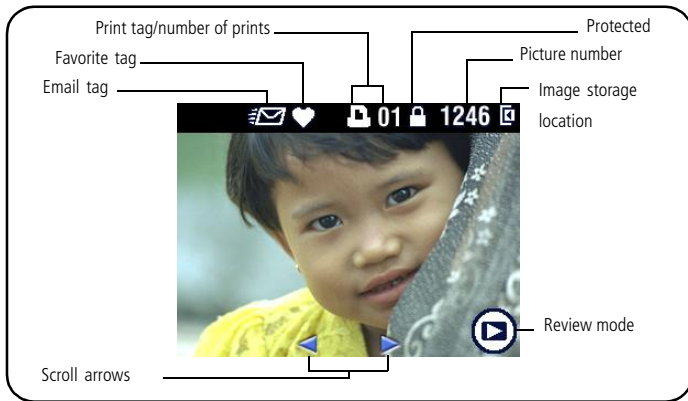 Print tag/number of prints
Protected
Favorite tag
Picture number
Email tag
Image storage
location
01 1246
Review mode
Scroll arrows